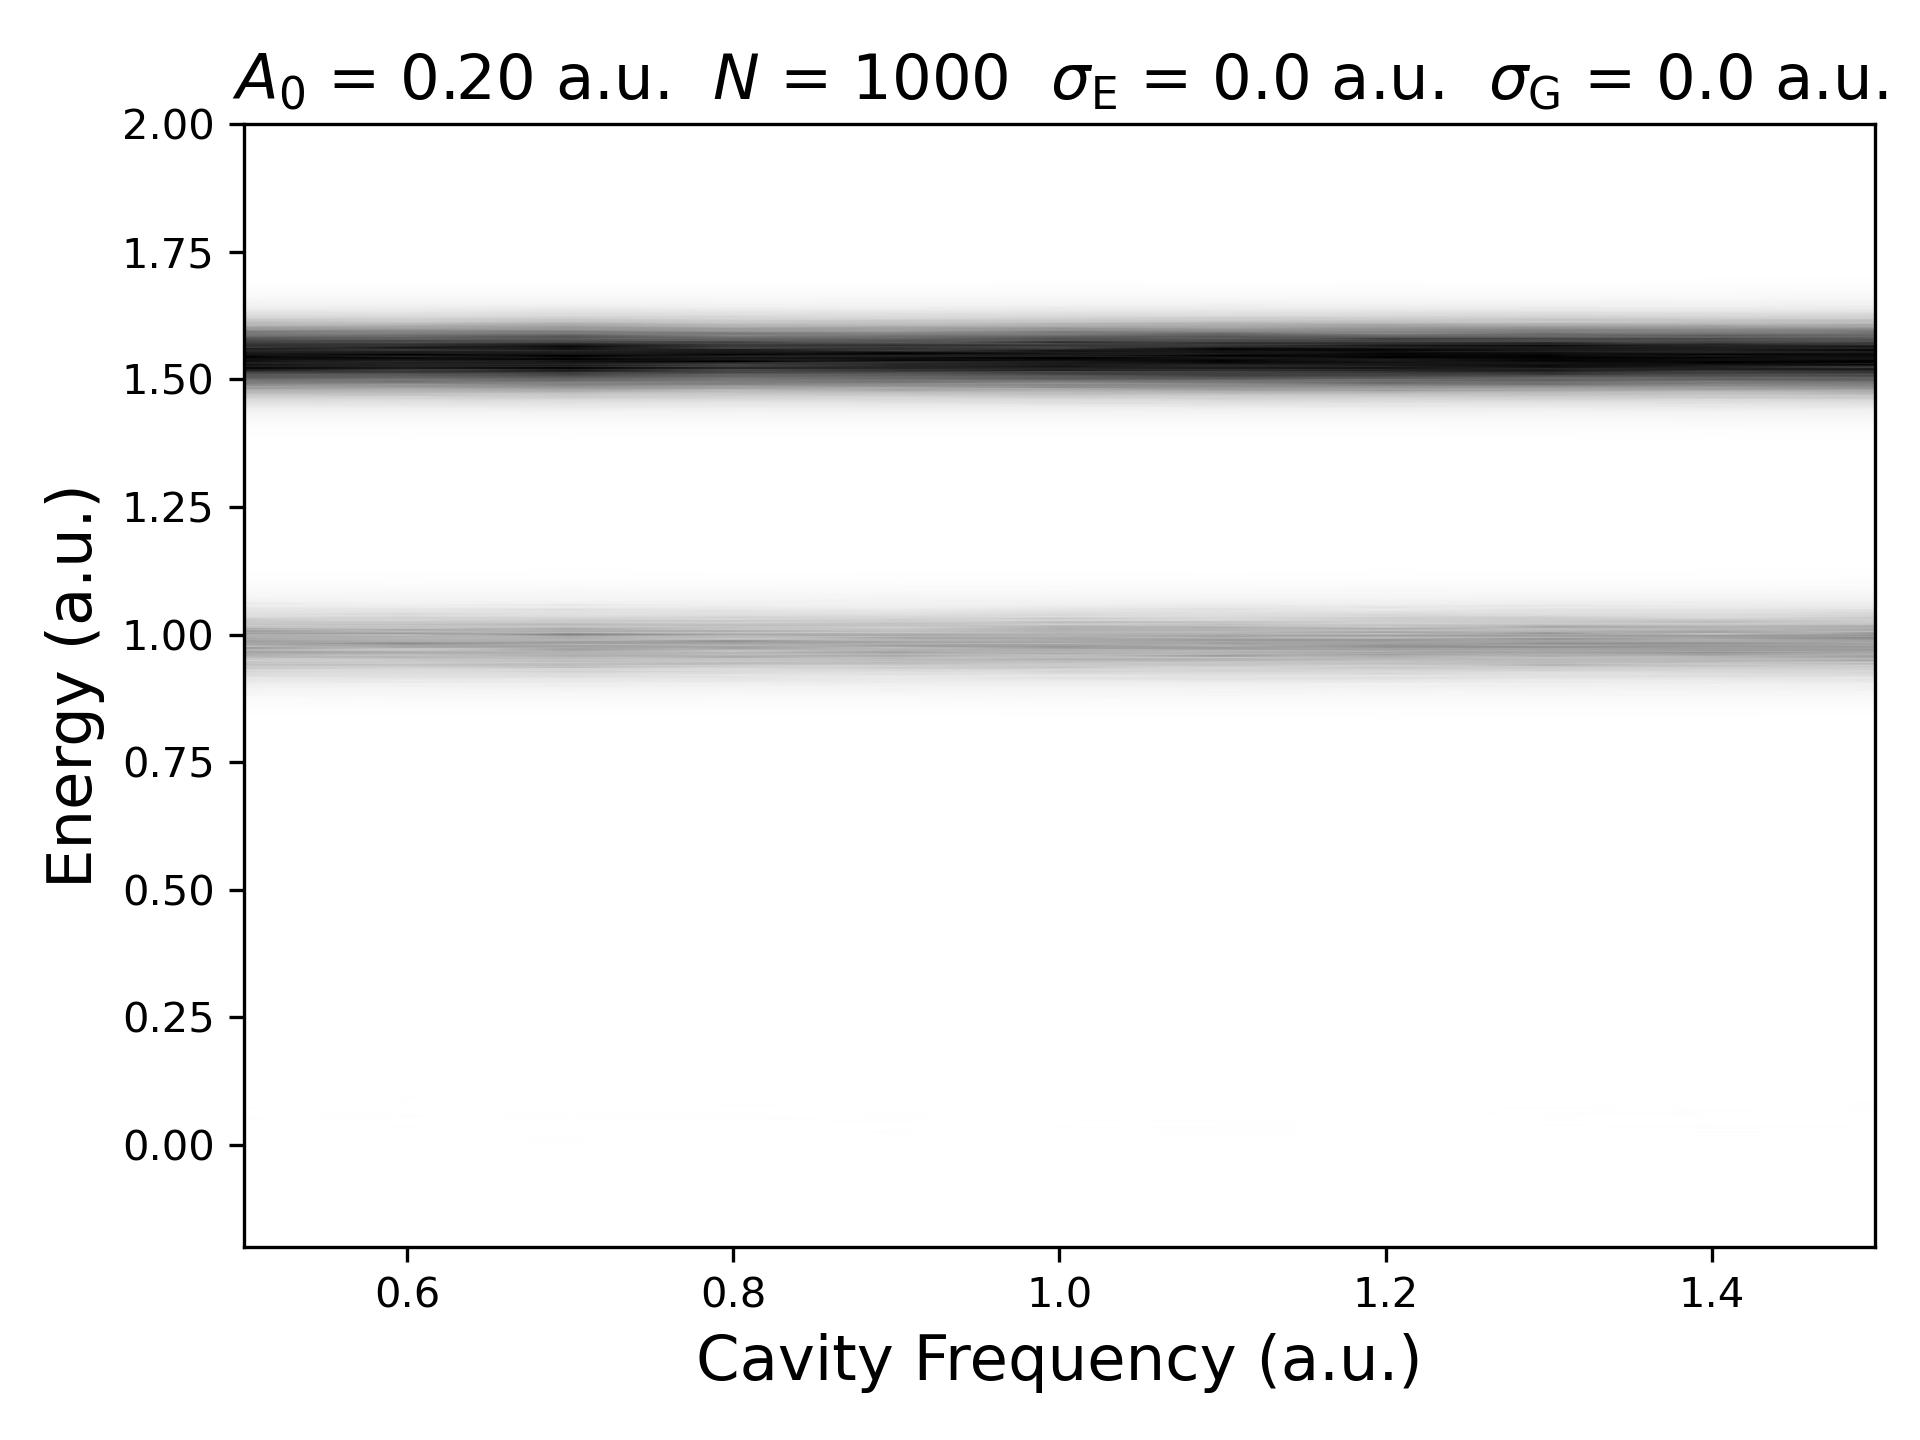 A₀ = 0.20 a.u. N = 1000 σE = 0.0 a.u. σG = 0.0 a.u.
2.00
1.75
1.50
1.25
1.00
0.75
0.50
0.25
0.00
Energy (a.u.)
0.6 0.8 1.0 1.2 1.4
Cavity Frequency (a.u.)